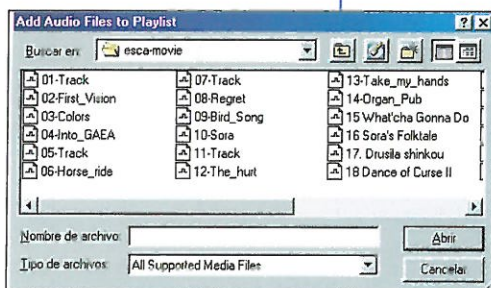 Add Audio Files to Playlist
Buscar en: esca-movie
01-Track
02-First_Vision
03-Colors
04-Into_GAEA
05-Track
06-Horse_ride
07-Track
08-Regret
09-Bird_Song
10-Sora
11-Track
12-The_hurt
13-Take_my_hands
14-Organ_Pub
15 What'cha Gonna Do
16 Sora's Folktale
17. Drusila shinkou
18 Dance of Curse II
Nombre de archivo:
Abrir
Tipo de archivos: All Supported Media Files
Cancelar